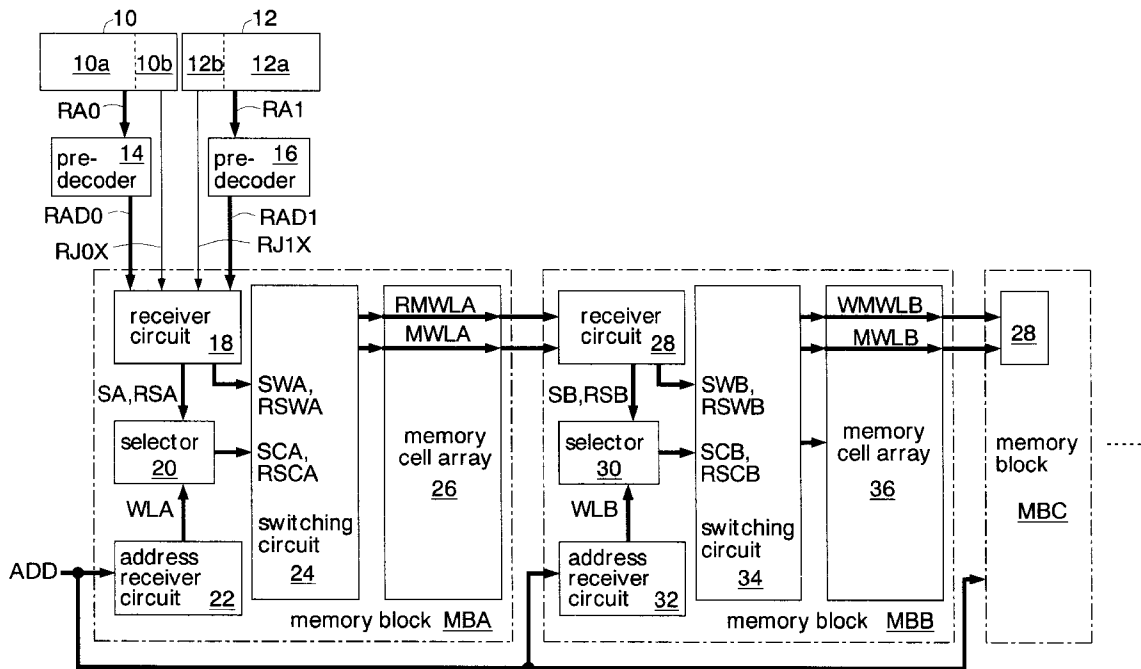 10
12
10a
10b
12b
12a
RA0
RA1
pre-
decoder
14
pre-
decoder
16
RAD0
RAD1
RJ0X
RJ1X
receiver
circuit
18
RMWLA
MWLA
receiver
circuit
28
WMWLB
MWLB
28
SA,RSA
SWA,
RSWA
SB,RSB
SWB,
RSWB
selector
20
SCA,
RSCA
memory
cell array
26
selector
30
SCB,
RSCB
memory
cell array
36
memory
block
MBC
WLA
switching
circuit
24
WLB
switching
circuit
34
ADD
address
receiver
circuit
22
address
receiver
circuit
32
memory block MBA
memory block MBB